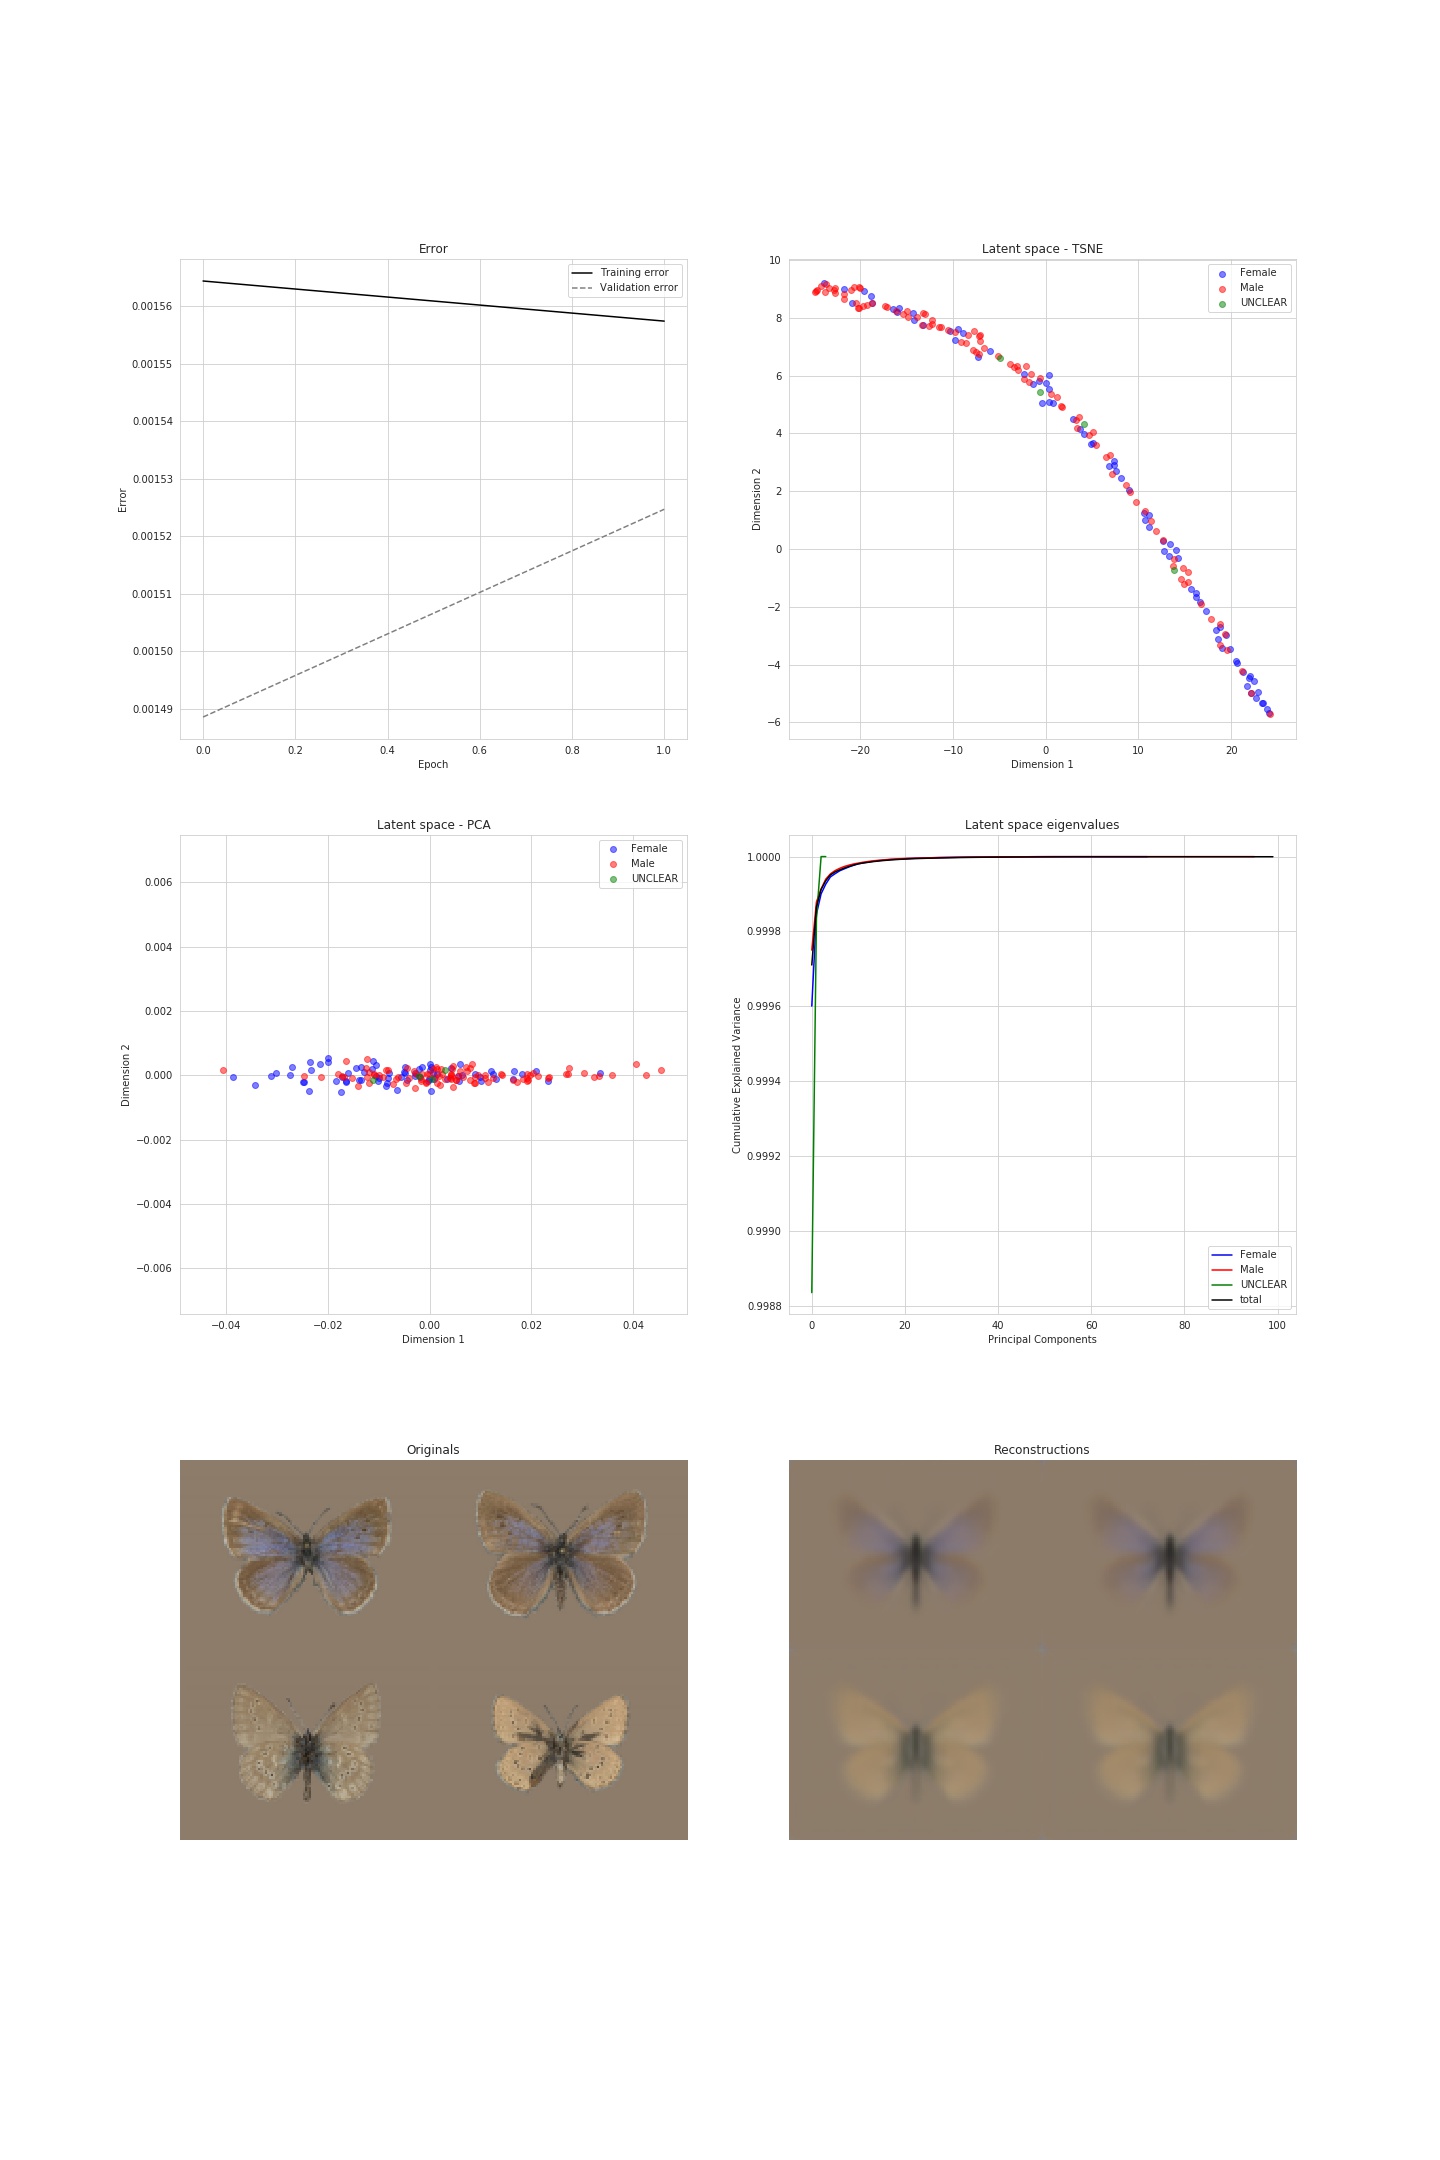 Error
Training error
Validation error
0.00156
0.00155
0.00154
0.00153
0.00152
0.00151
0.00150
0.00149
Error
0.0 0.2 0.4 0.6 0.8 1.0
Epoch
Latent space - TSNE
Female
Male
UNCLEAR
10
8
6
4
2
0
−2
−4
−6
Dimension 2
−20 −10 0 10 20
Dimension 1
Latent space - PCA
Female
Male
UNCLEAR
0.006
0.004
0.002
0.000
−0.002
−0.004
−0.006
Dimension 2
−0.04 −0.02 0.00 0.02 0.04
Dimension 1
Latent space eigenvalues
1.0000
0.9998
0.9996
0.9994
0.9992
0.9990
0.9988
Cumulative Explained Variance
Female
Male
UNCLEAR
total
0 20 40 60 80 100
Principal Components
Originals
Reconstructions